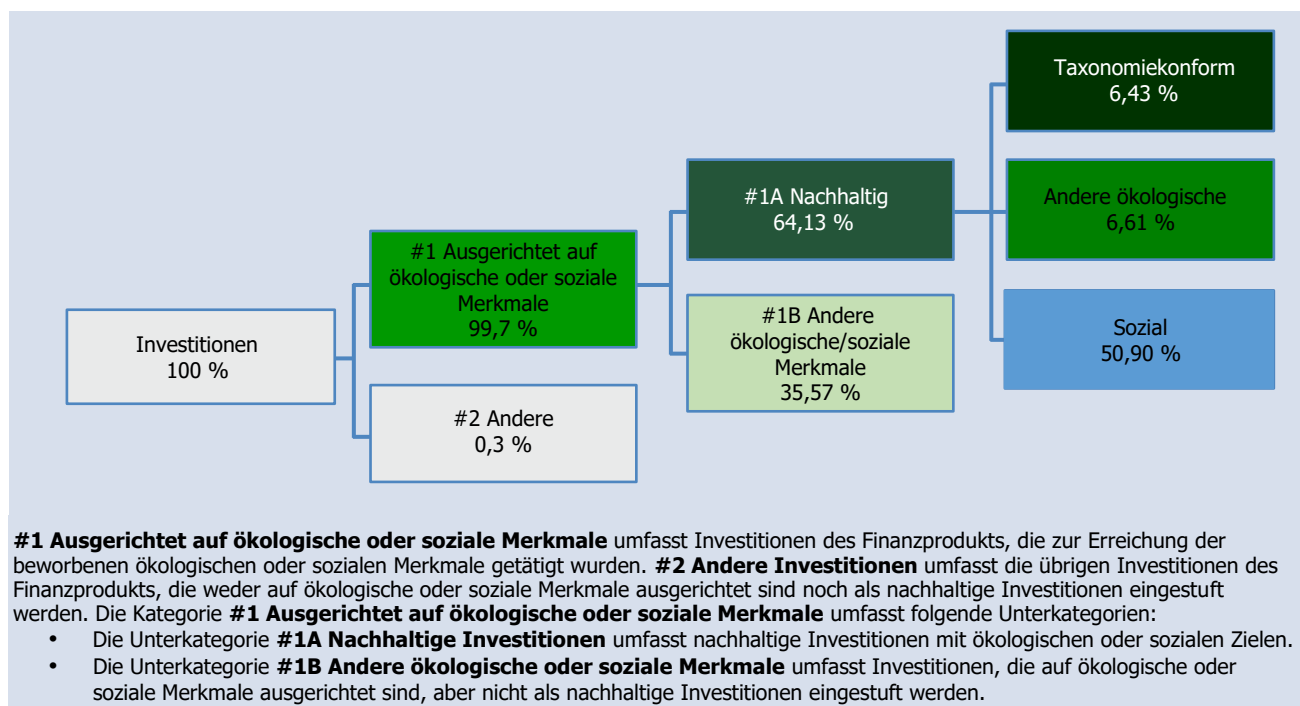 Investitionen
100 %
#1 Ausgerichtet auf
ökologische oder soziale
Merkmale
99,7 %
#2 Andere
0,3 %
#1A Nachhaltig
64,13 %
#1B Andere
ökologische/soziale
Merkmale
35,57 %
Taxonomiekonform
6,43 %
Andere ökologische
6,61 %
Sozial
50,90 %
#1 Ausgerichtet auf ökologische oder soziale Merkmale umfasst Investitionen des Finanzprodukts, die zur Erreichung der
beworbenen ökologischen oder sozialen Merkmale getätigt wurden. #2 Andere Investitionen umfasst die übrigen Investitionen des
Finanzprodukts, die weder auf ökologische oder soziale Merkmale ausgerichtet sind noch als nachhaltige Investitionen eingestuft
werden. Die Kategorie #1 Ausgerichtet auf ökologische oder soziale Merkmale umfasst folgende Unterkategorien:
• Die Unterkategorie #1A Nachhaltige Investitionen umfasst nachhaltige Investitionen mit ökologischen oder sozialen Zielen.
• Die Unterkategorie #1B Andere ökologische oder soziale Merkmale umfasst Investitionen, die auf ökologische oder
soziale Merkmale ausgerichtet sind, aber nicht als nachhaltige Investitionen eingestuft werden.